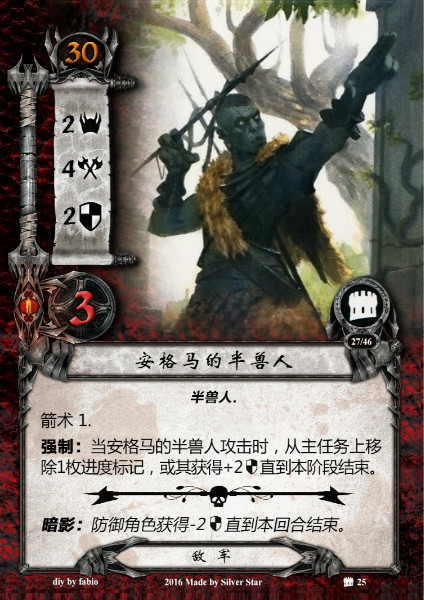 30
2
4
2
3
27/46
安格马的半兽人
半兽人.
箭术 1.
强制：当安格马的半兽人攻击时，从主任务上移
除1枚进度标记，或其获得+2 直到本阶段结束。
暗影：防御角色获得-2 直到本回合结束。
敌 军
diy by fabio 2016 Made by Silver Star 25